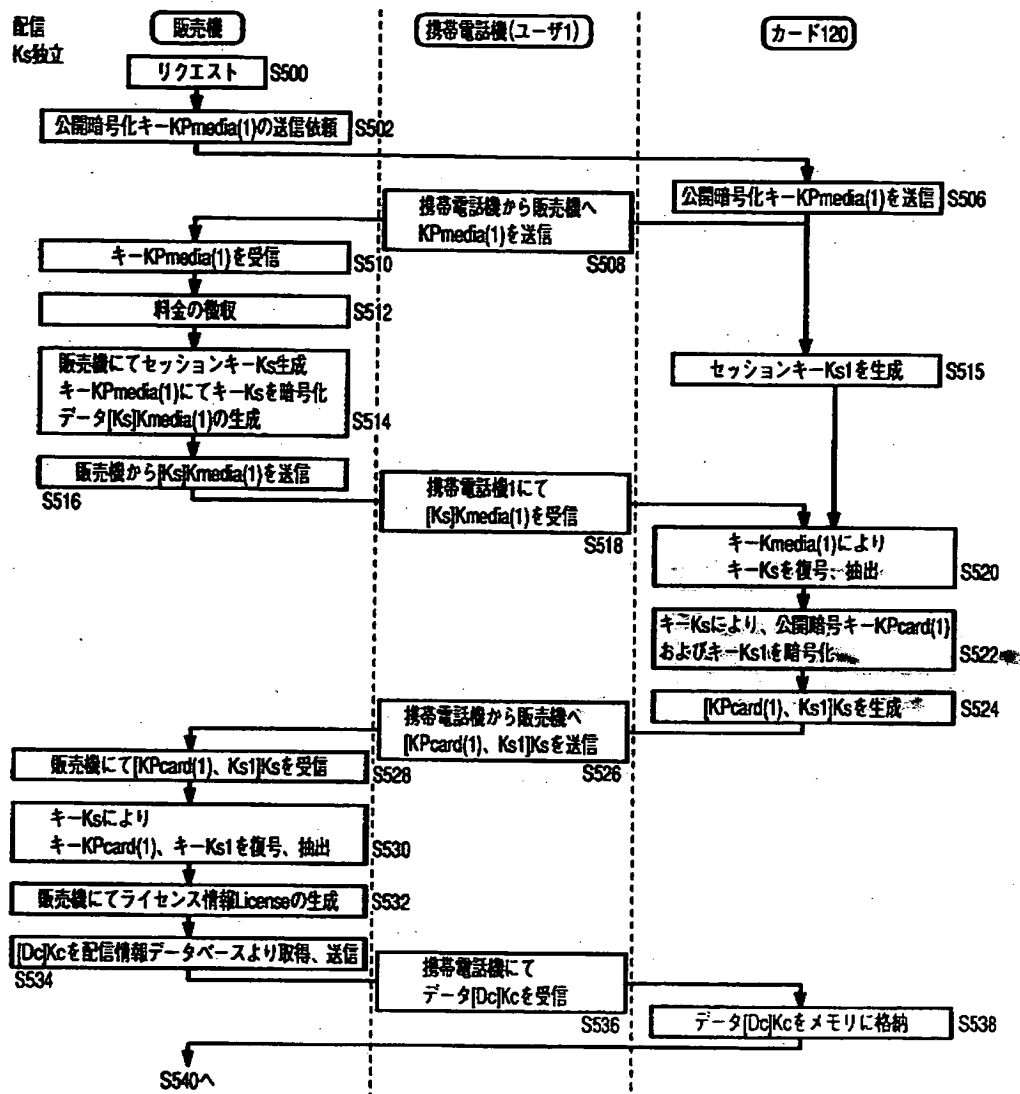 配信
Ks独立
販売機
携帯電話機(ユーザ1)
カード120
リクエスト
S500
公開暗号化キーKPmedia(1)の送信依頼
S502
公開暗号化キーKPmedia(1)を送信
S506
携帯電話機から販売機へ
KPmedia(1)を送信
S508
キーKPmedia(1)を受信
S510
料金の徴収
S512
販売機にてセッションキーKs生成
キーKPmedia(1)にてキーKsを暗号化
データ[Ks]Kmedia(1)の生成
S514
セッションキーKs1を生成
S515
販売機から[Ks]Kmedia(1)を送信
S516
携帯電話機1にて
[Ks]Kmedia(1)を受信
S518
キーKmedia(1)により
キーKsを復号、抽出
S520
キーKsにより、公開暗号キーKPcard(1)
およびキーKs1を暗号化
S522
[KPcard(1)、Ks1]Ksを生成
S524
携帯電話機から販売機へ
[KPcard(1)、Ks1]Ksを送信
S526
販売機にて[KPcard(1)、Ks1]Ksを受信
S528
キーKsにより
キーKPcard(1)、キーKs1を復号、抽出
S530
販売機にてライセンス情報Licenseの生成
S532
[Dc]Kcを配信情報データベースより取得、送信
S534
携帯電話機にて
データ[Dc]Kcを受信
S536
データ[Dc]Kcをメモリに格納
S538
S540へ